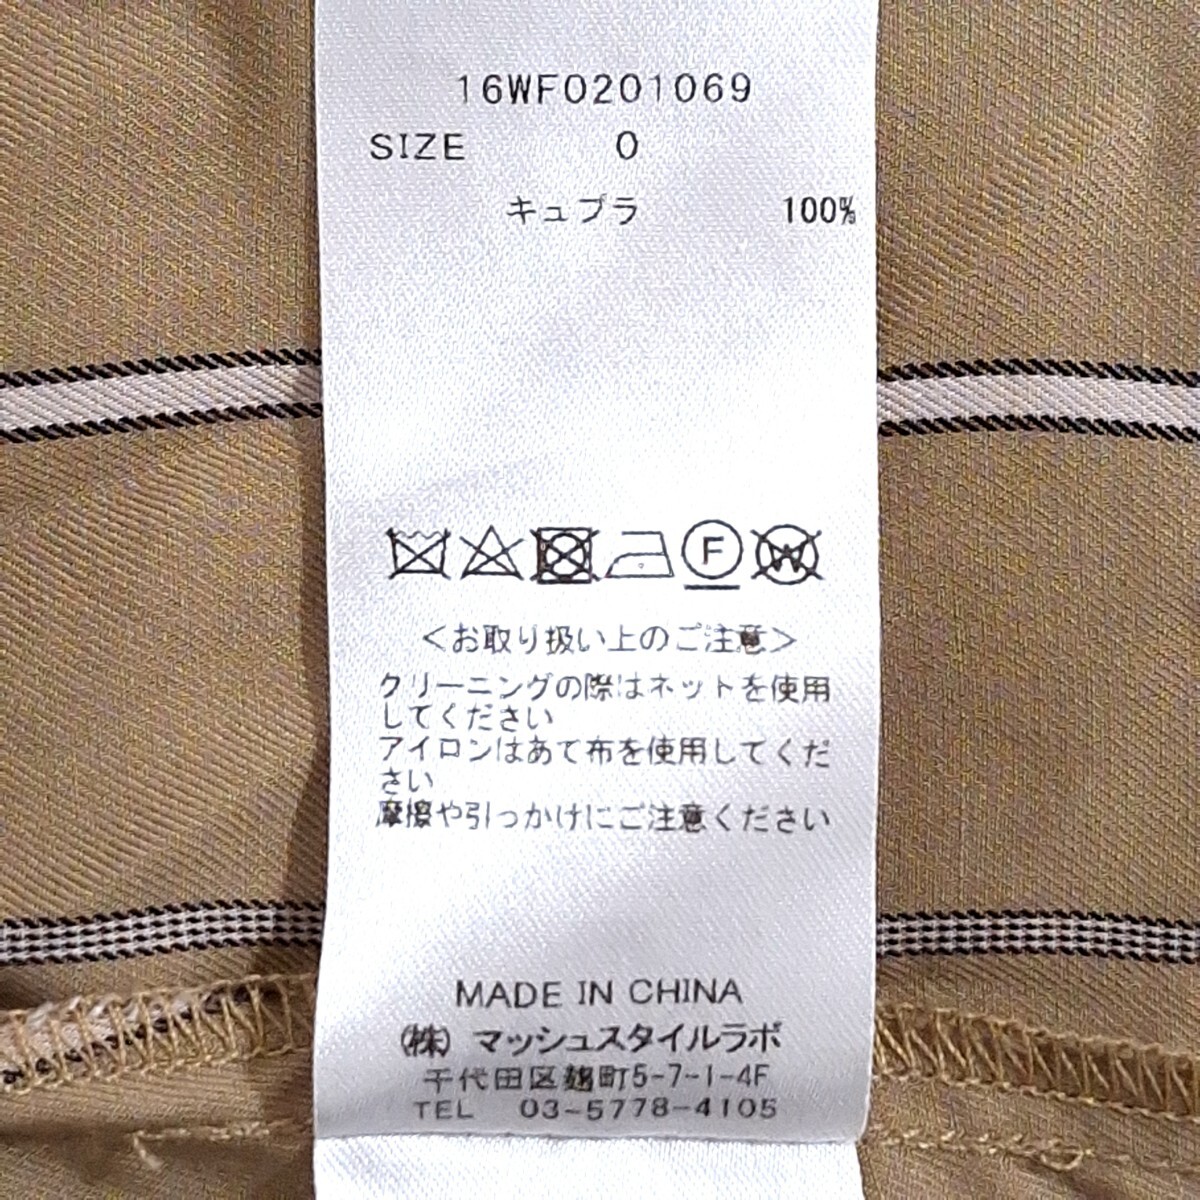 16WF0201069
SIZE 0
キュプラ 100%
F W
<お取り扱い上のご注意>
クリーニングの際はネットを使用
してください
アイロンはあて布を使用してくだ
さい
摩擦や引っかけにご注意ください
MADE IN CHINA
(株) マッシュスタイルラボ
千代田区麹町5-7-1-4F
TEL 03-5778-4105